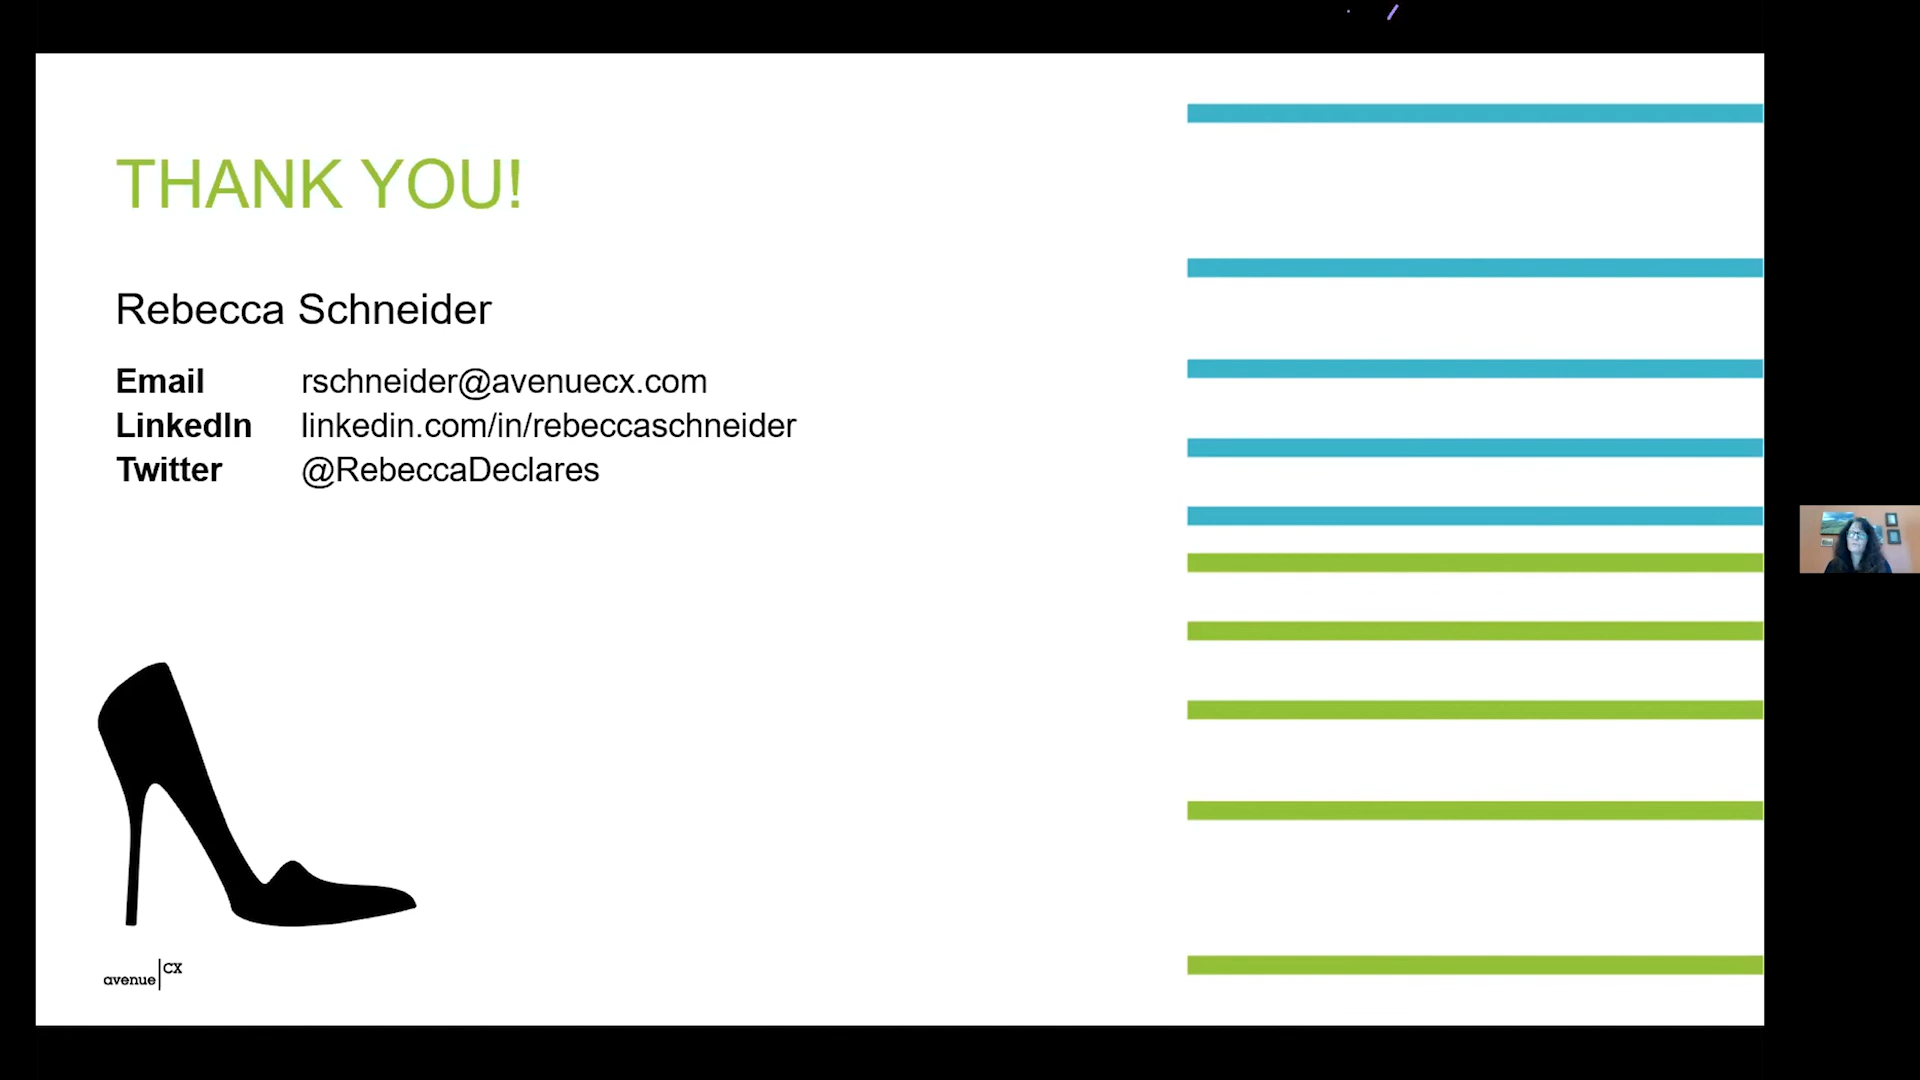 THANK YOU!
Rebecca Schneider
Email rschneider@avenuecx.com
LinkedIn linkedin.com/in/rebeccaschneider
Twitter @RebeccaDeclares
avenue CX